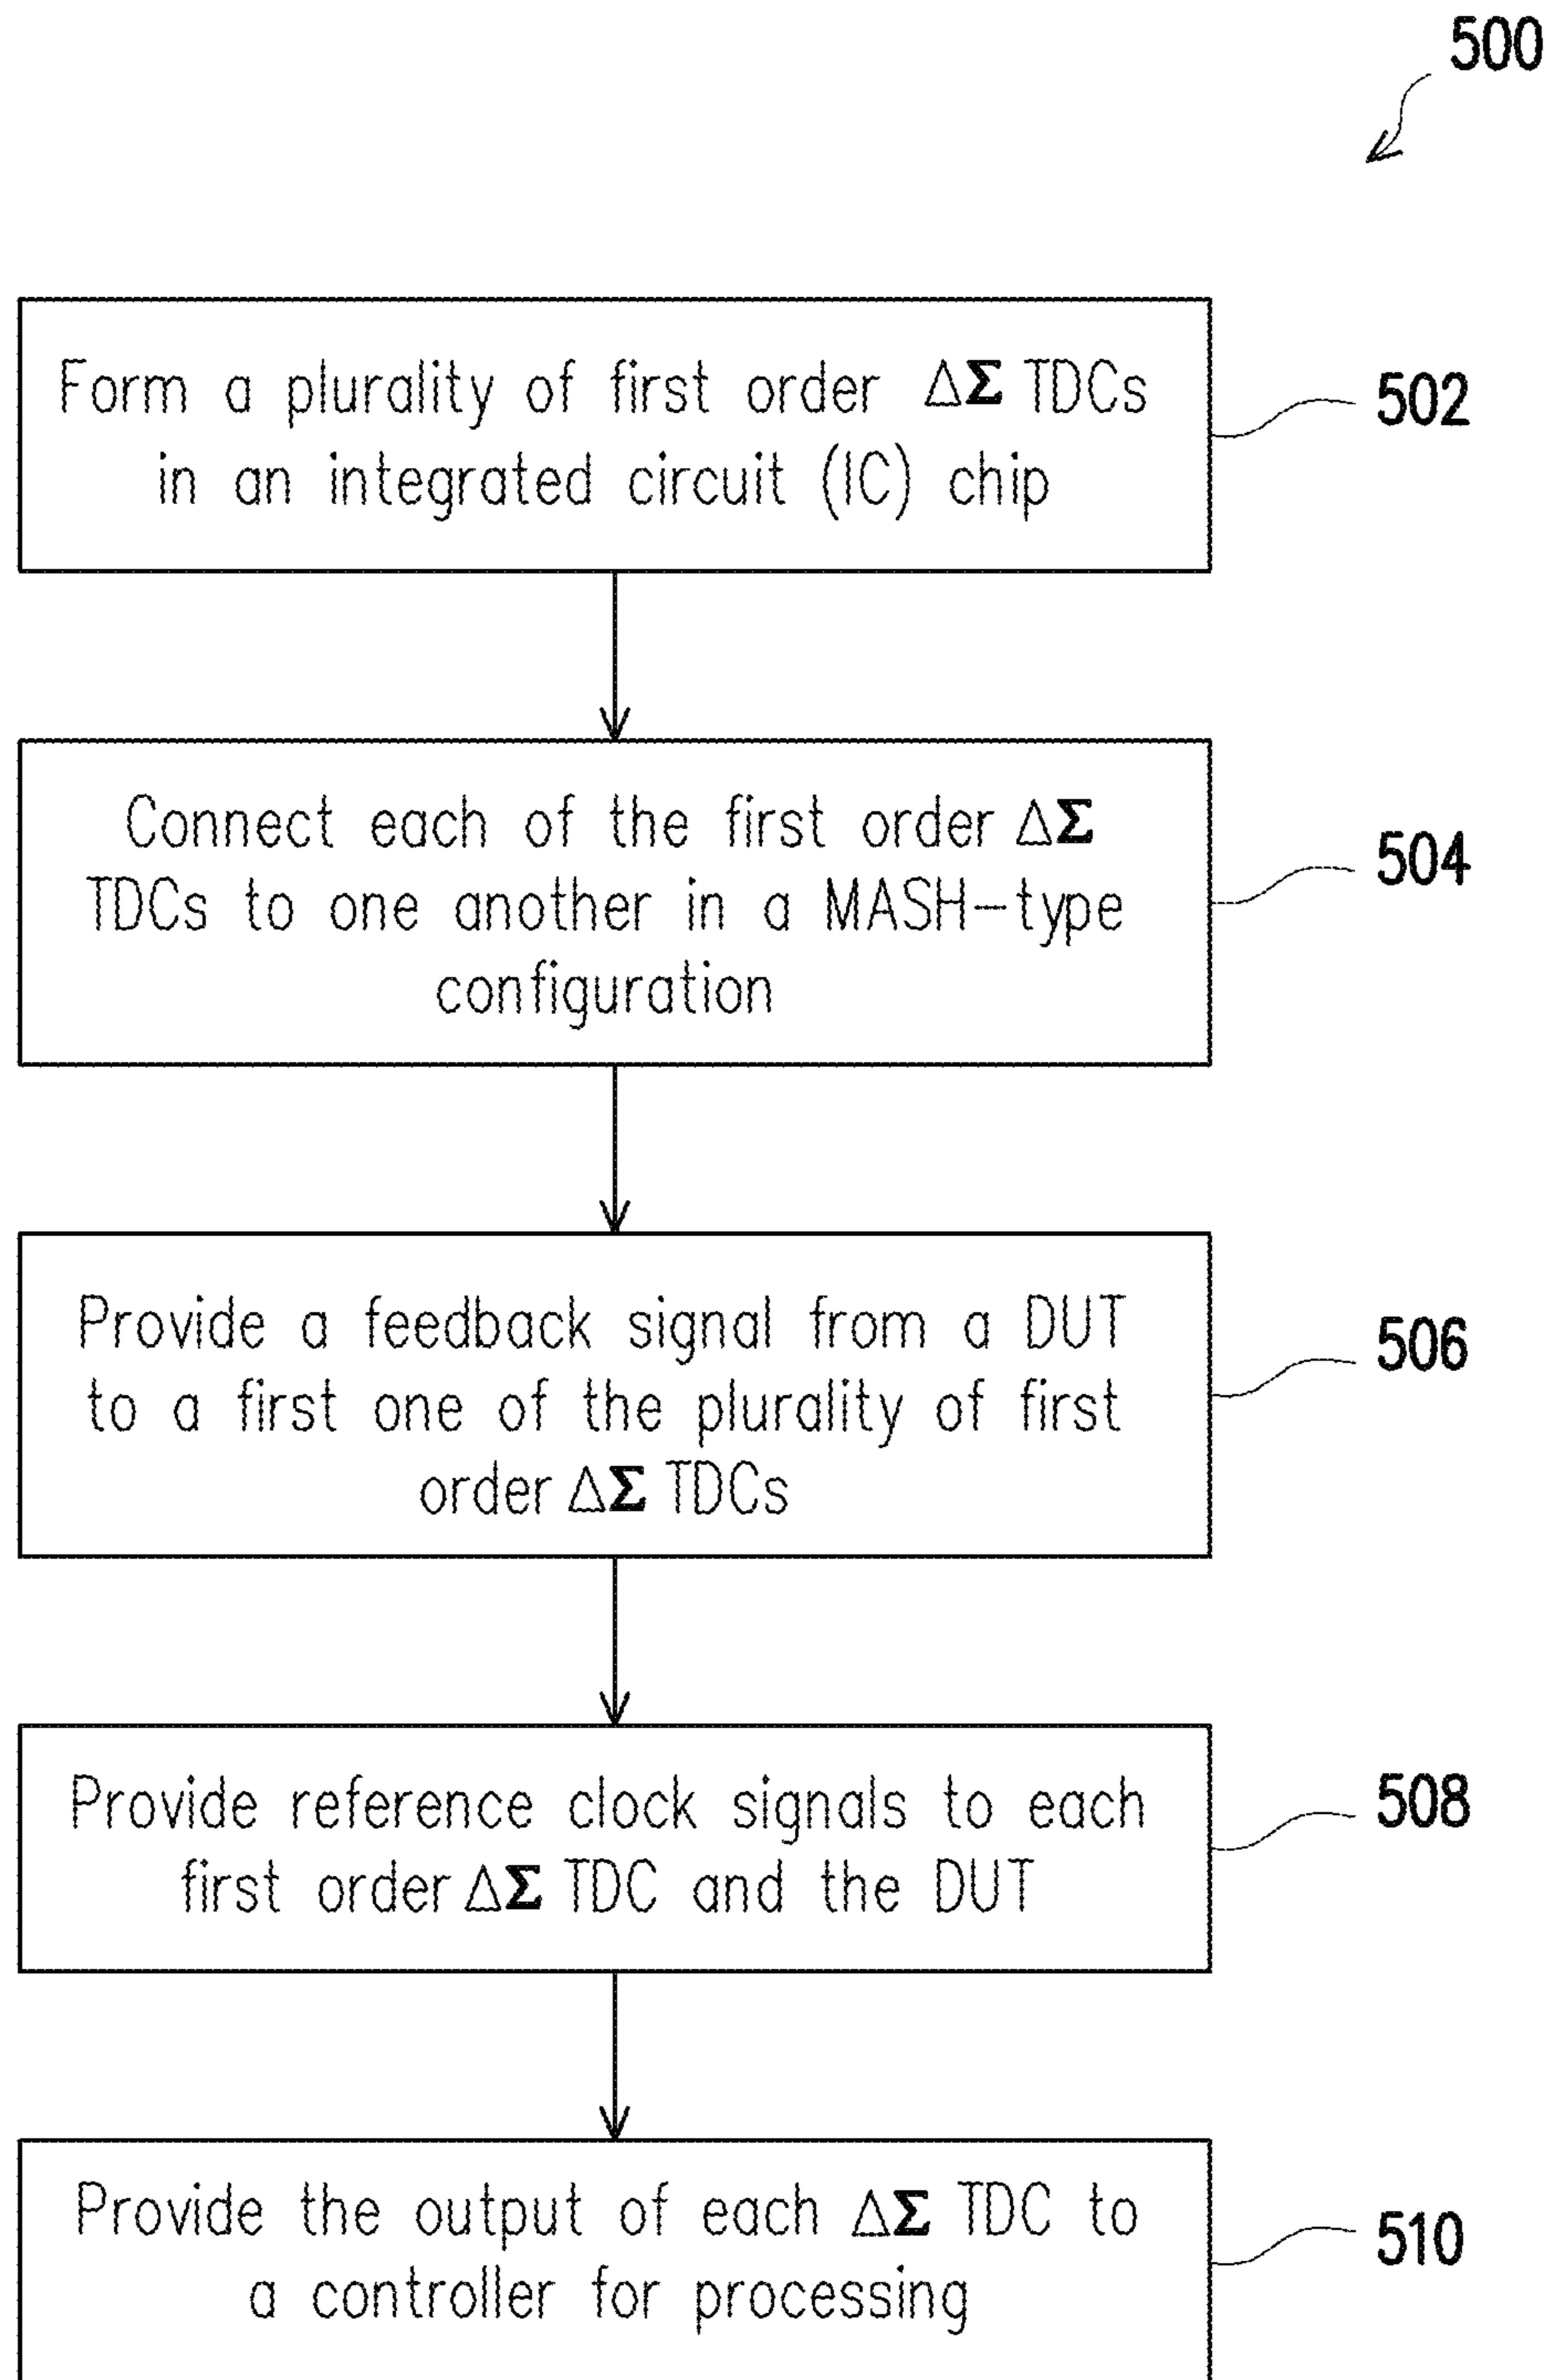 500
Form a plurality of first order ΔΣ TDCs
in an integrated circuit (IC) chip
502
Connect each of the first order ΔΣ
TDCs to one another in a MASH-type
configuration
504
Provide a feedback signal from a DUT
to a first one of the plurality of first
order ΔΣ TDCs
506
Provide reference clock signals to each
first order ΔΣ TDC and the DUT
508
Provide the output of each ΔΣ TDC to
a controller for processing
510